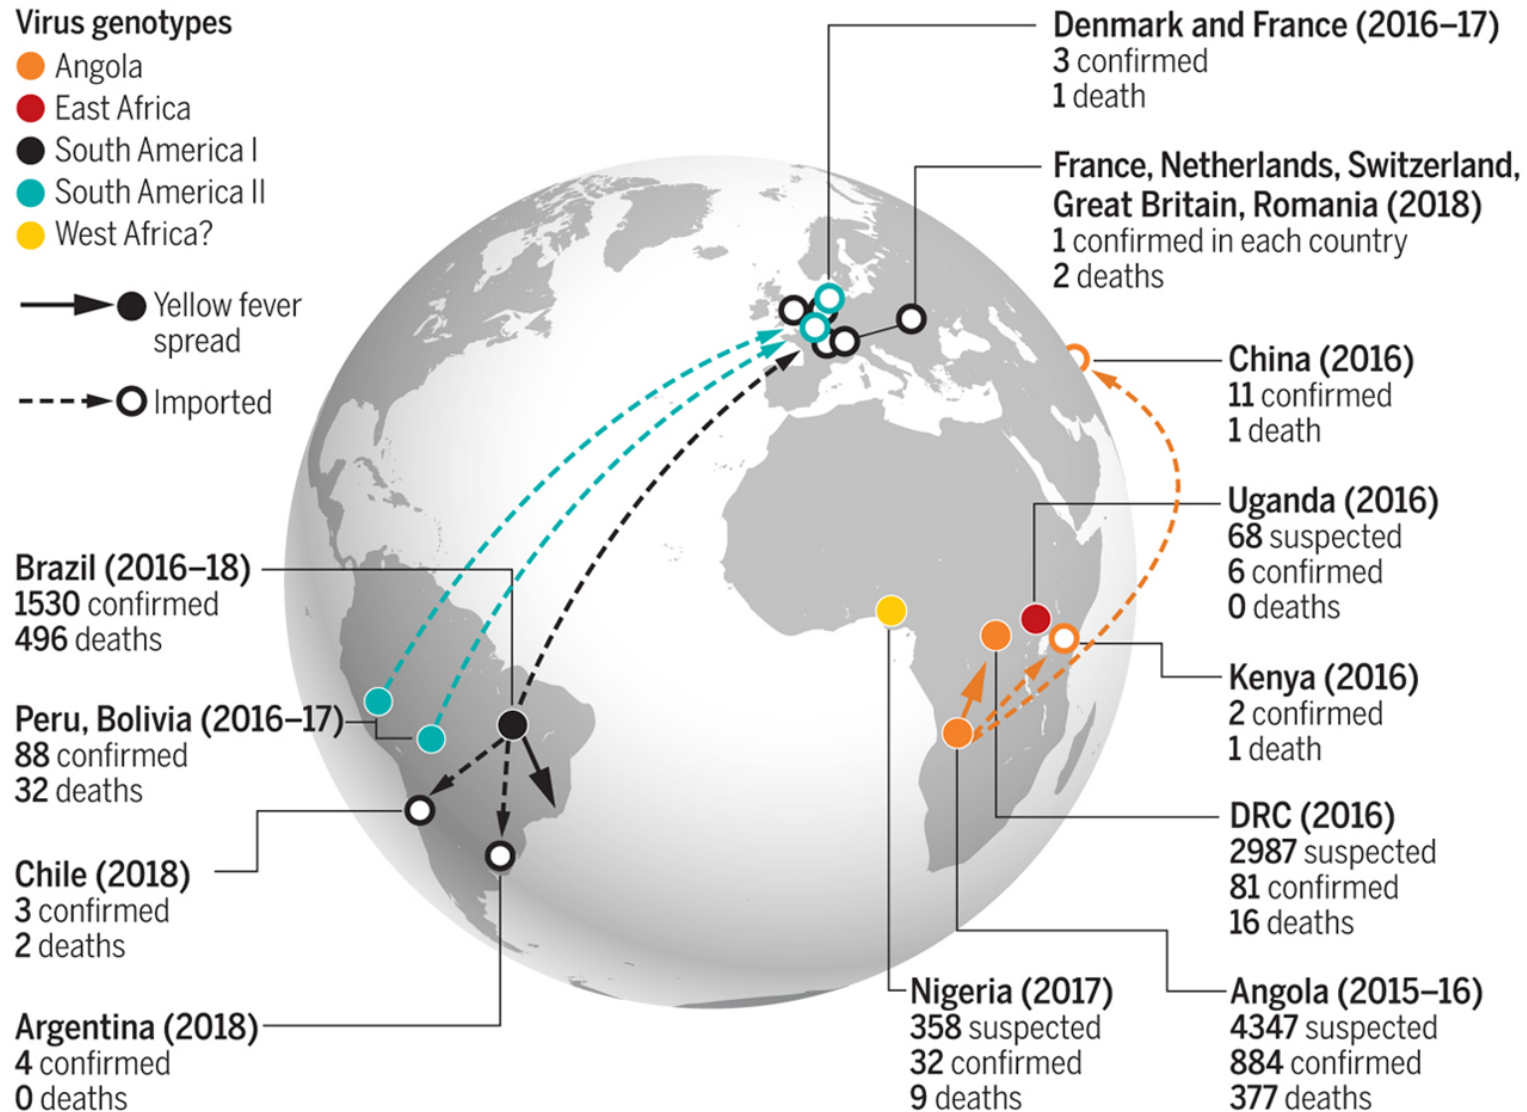 Virus genotypes
Angola
East Africa
South America I
South America II
West Africa?
Yellow fever
spread
Imported
Denmark and France (2016–17)
3 confirmed
1 death
France, Netherlands, Switzerland,
Great Britain, Romania (2018)
1 confirmed in each country
2 deaths
China (2016)
11 confirmed
1 death
Uganda (2016)
68 suspected
6 confirmed
0 deaths
Kenya (2016)
2 confirmed
1 death
DRC (2016)
2987 suspected
81 confirmed
16 deaths
Angola (2015–16)
4347 suspected
884 confirmed
377 deaths
Nigeria (2017)
358 suspected
32 confirmed
9 deaths
Brazil (2016–18)
1530 confirmed
496 deaths
Peru, Bolivia (2016–17)
88 confirmed
32 deaths
Chile (2018)
3 confirmed
2 deaths
Argentina (2018)
4 confirmed
0 deaths